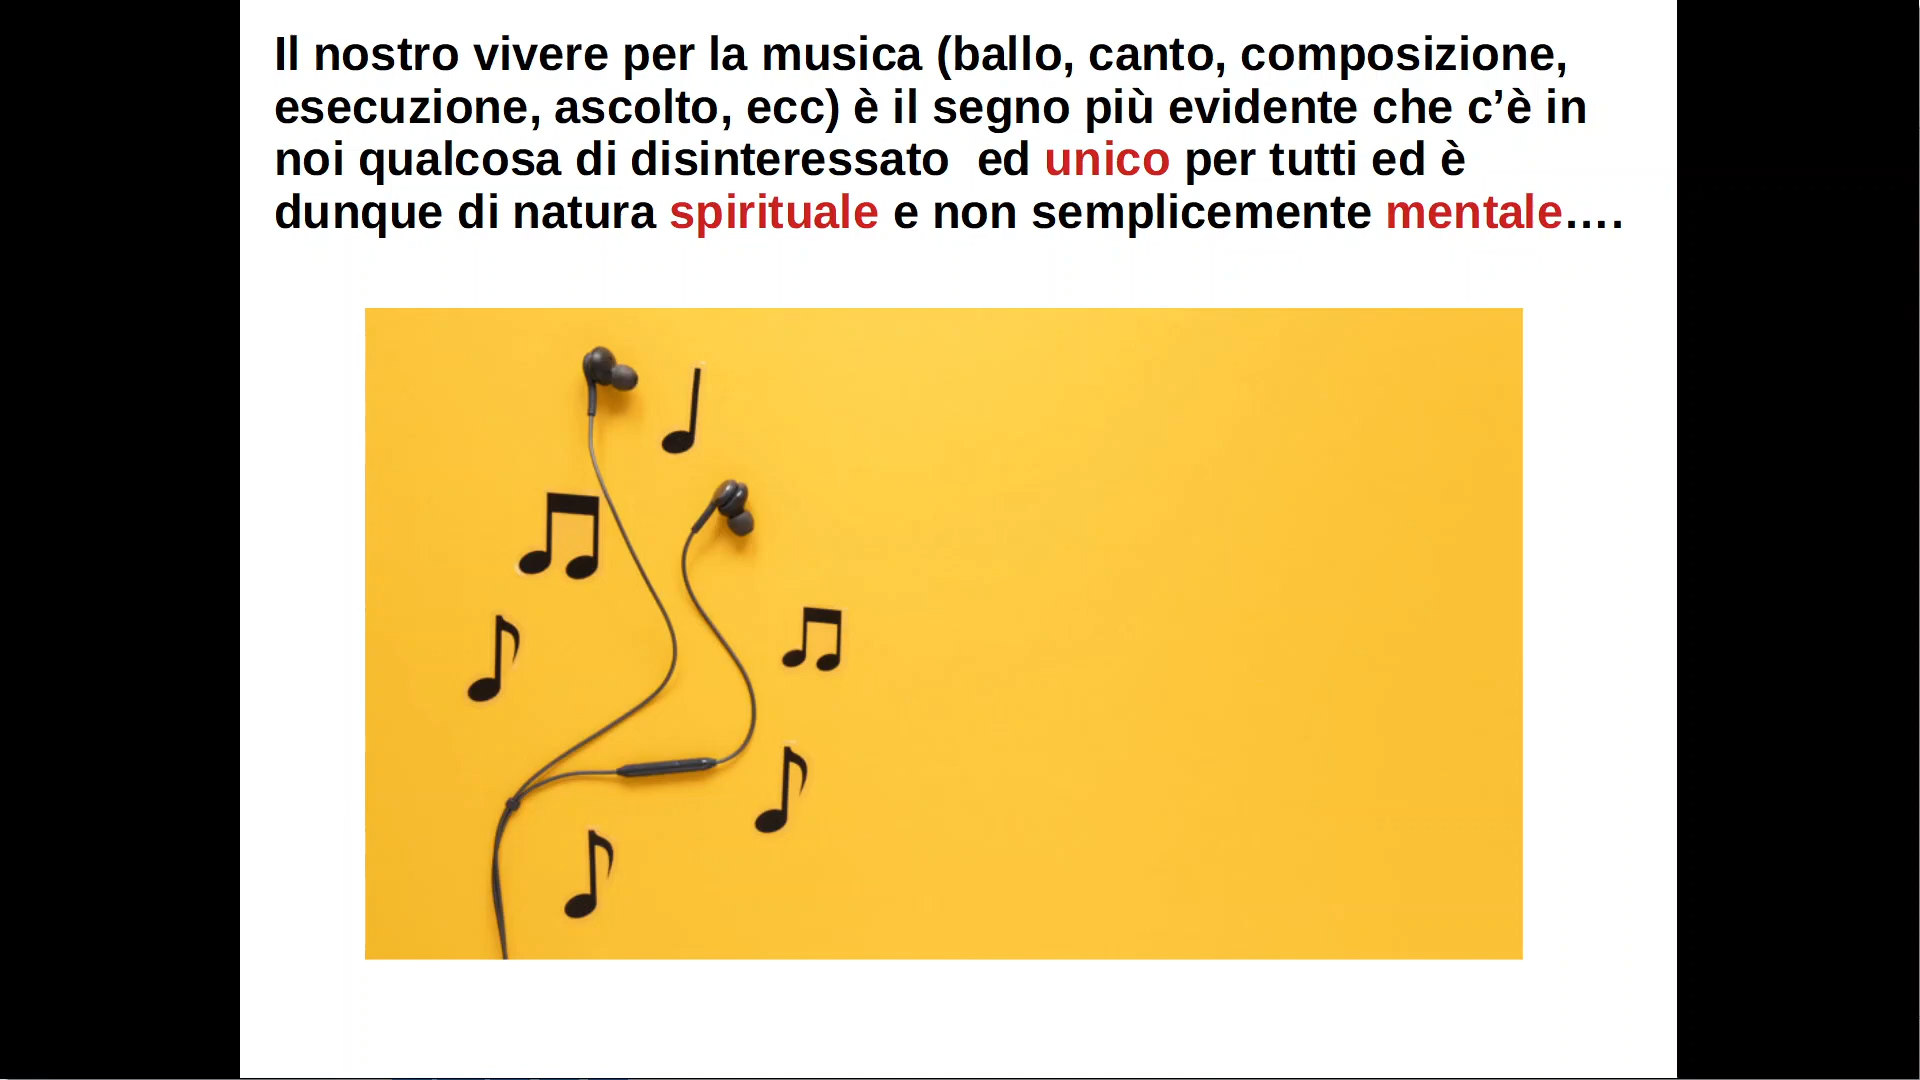 Il nostro vivere per la musica (ballo, canto, composizione,
esecuzione, ascolto, ecc) è il segno più evidente che c’è in
noi qualcosa di disinteressato  ed unico per tutti ed è
dunque di natura spirituale e non semplicemente mentale….